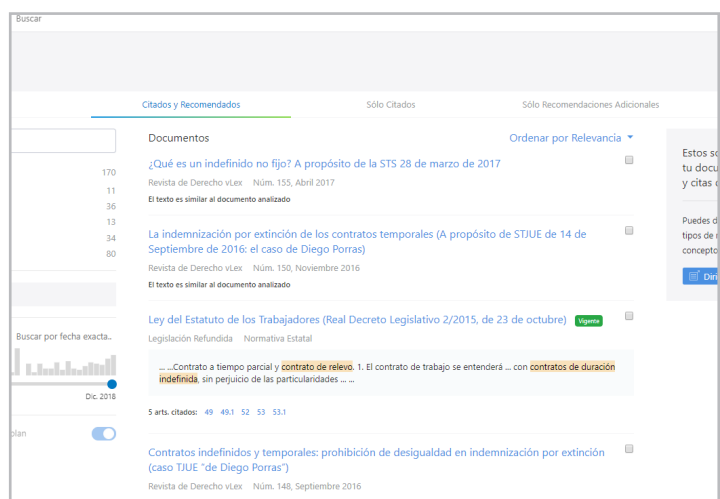 Buscar
Citados y Recomendados
Sólo Citados
Sólo Recomendaciones Adicionales
170
11
36
13
34
80
Buscar por fecha exacta..
Dic. 2018
plan
Documentos
Ordenar por Relevancia
¿Qué es un indefinido no fijo? A propósito de la STS 28 de marzo de 2017
Revista de Derecho vLex Núm. 155, Abril 2017
El texto es similar al documento analizado
La indemnización por extinción de los contratos temporales (A propósito de STJUE de 14 de
Septiembre de 2016: el caso de Diego Porras)
Revista de Derecho vLex Núm. 150, Noviembre 2016
El texto es similar al documento analizado
Ley del Estatuto de los Trabajadores (Real Decreto Legislativo 2/2015, de 23 de octubre) Vigente
Legislación Refundida Normativa Estatal
... ...Contrato a tiempo parcial y contrato de relevo. 1. El contrato de trabajo se entenderá ... con contratos de duración
indefinida, sin perjuicio de las particularidades ... ...
5 arts. citados: 49 49.1 52 53 53.1
Contratos indefinidos y temporales: prohibición de desigualdad en indemnización por extinción
(caso TJUE "de Diego Porras")
Revista de Derecho vLex Núm. 148, Septiembre 2016
Estos so
tu docu
y citas
Puedes d
tipos de
concepto
Diri